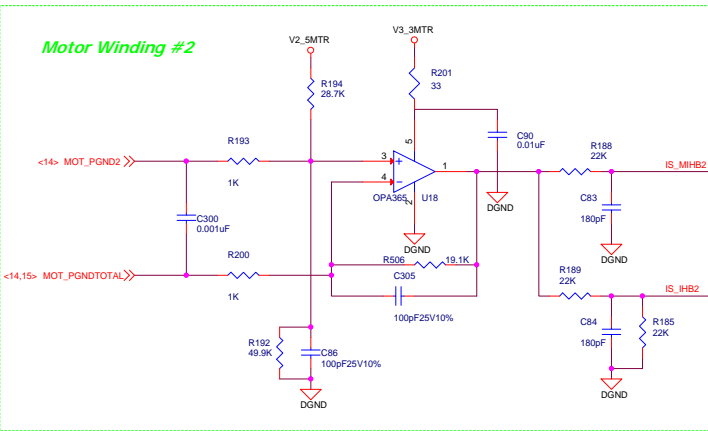 Motor Winding #2
V2_5MTR
V3_3MTR
R194
28.7K
R201
33
R193
1K
<14> MOT_PGND2
3
4
5
1
2
OPA365
U18
C90
0.01uF
DGND
DGND
R188
22K
IS_MIHB2
C83
180pF
DGND
C300
0.001uF
R200
1K
<14,15> MOT_PGNDTOTAL
R506
19.1K
C305
100pF25V10%
R189
22K
IS_IHB2
C84
180pF
R185
22K
DGND
R192
49.9K
C86
100pF25V10%
DGND